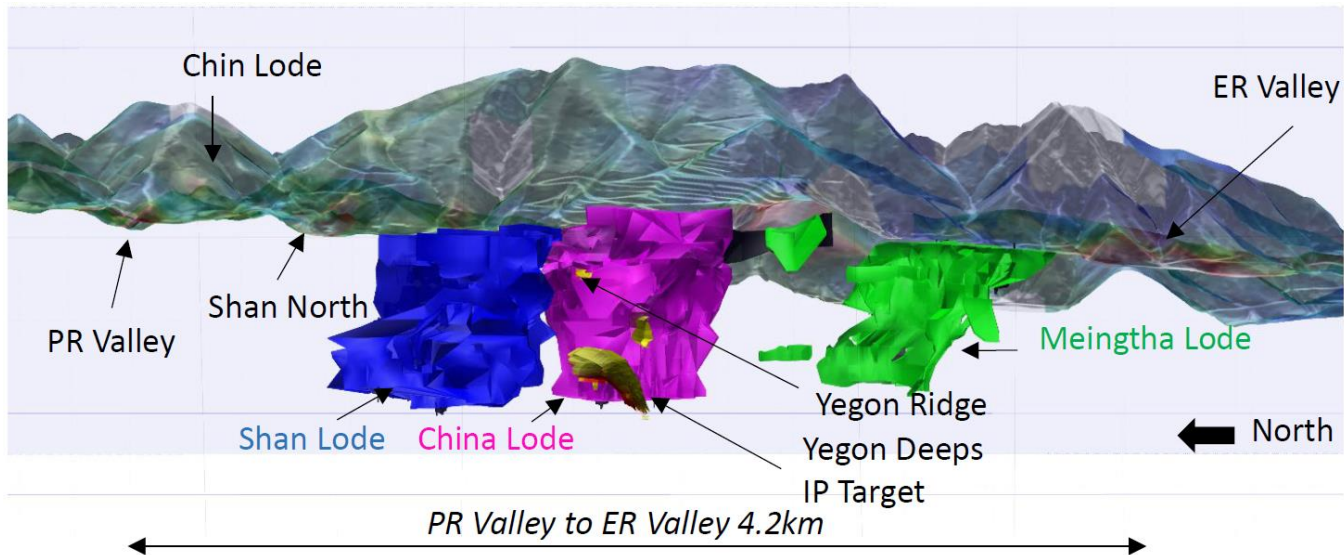 Chin Lode
ER Valley
Shan North
PR Valley
Meingtha Lode
Yegon Ridge
Shan Lode
China Lode
Yegon Deeps
IP Target
North
PR Valley to ER Valley 4.2km